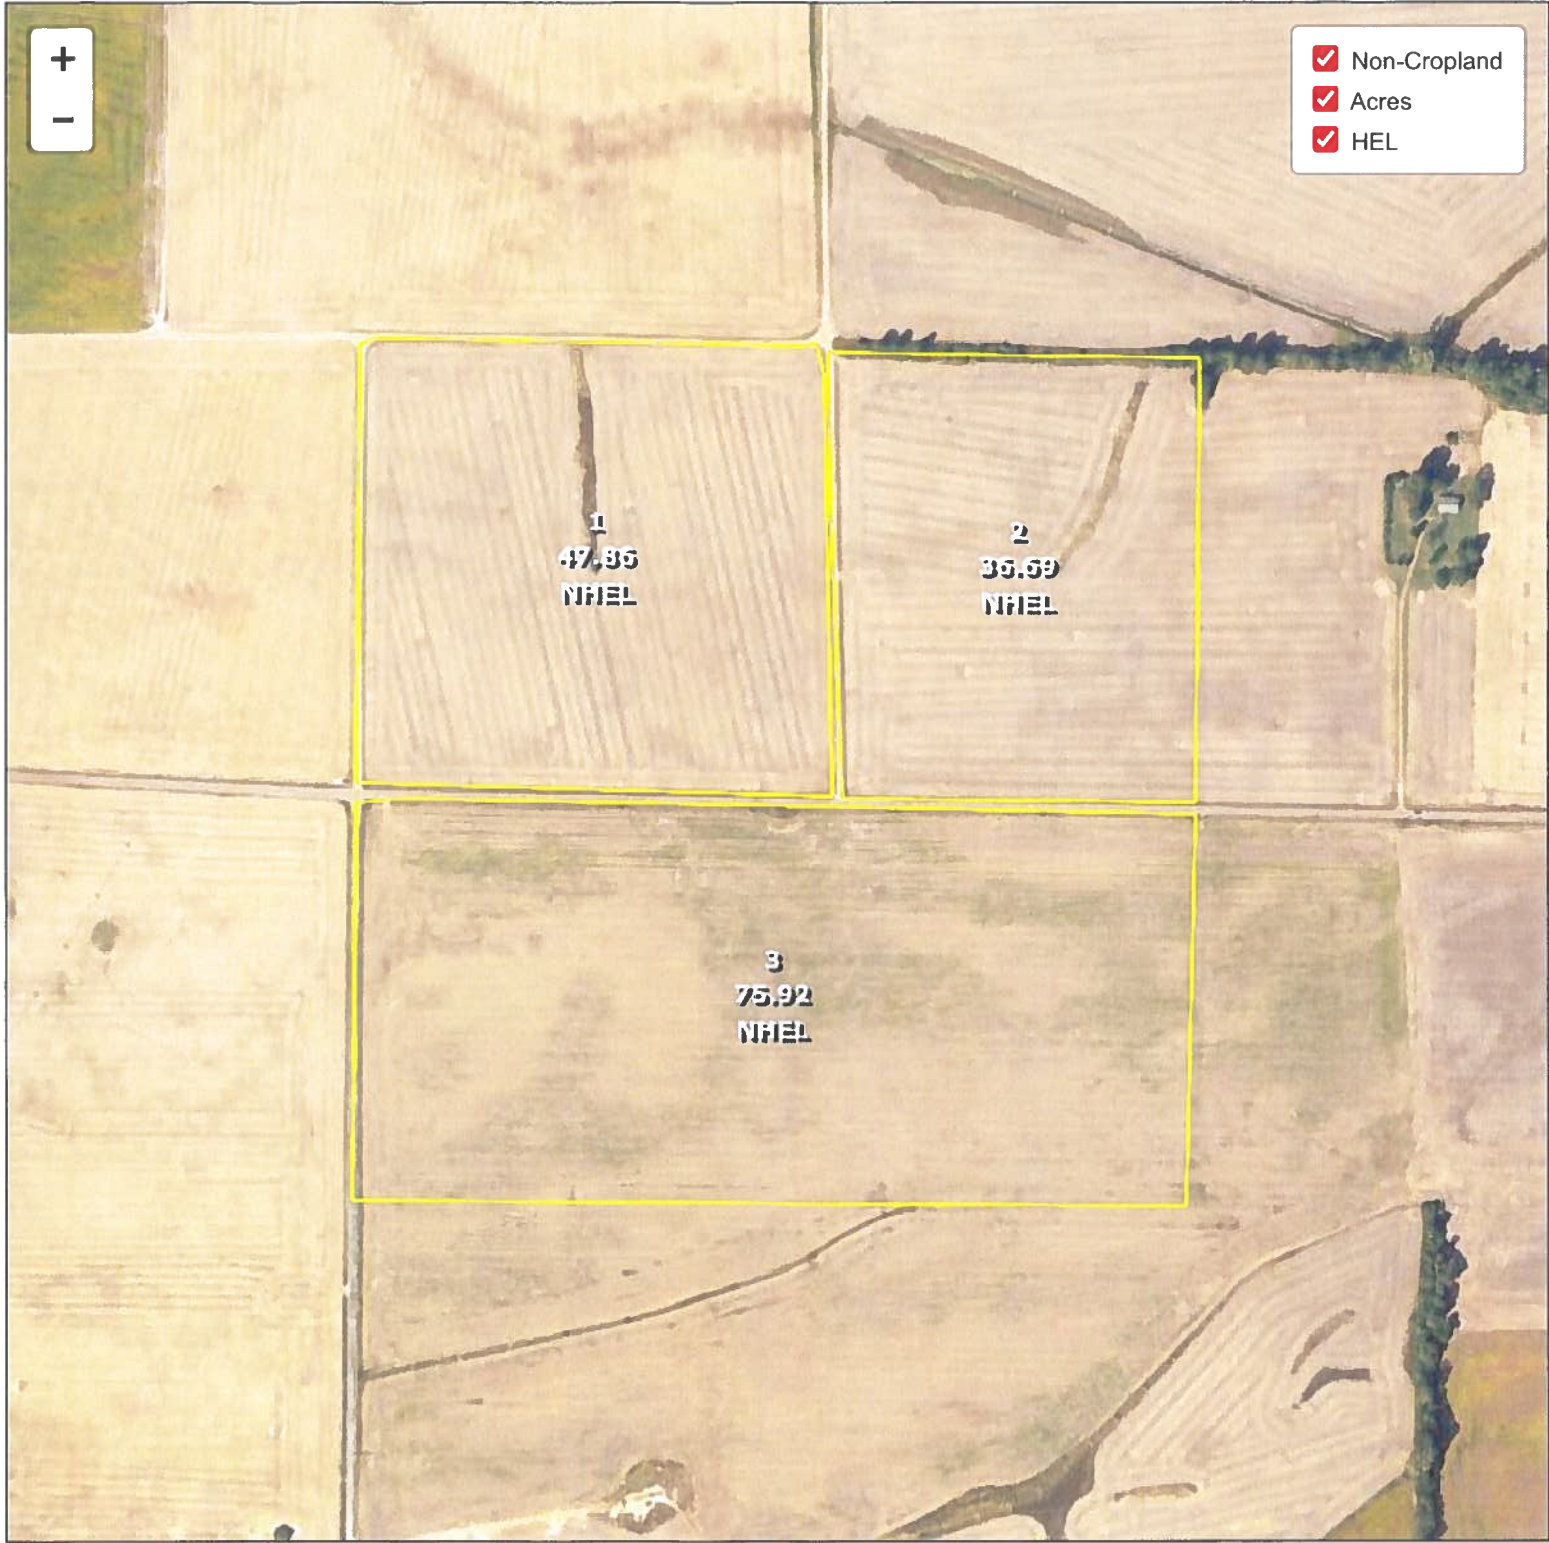 +
−
Non-Cropland
Acres
HEL
1
47.86
NHEL
2
36.69
NHEL
3
75.92
NHEL